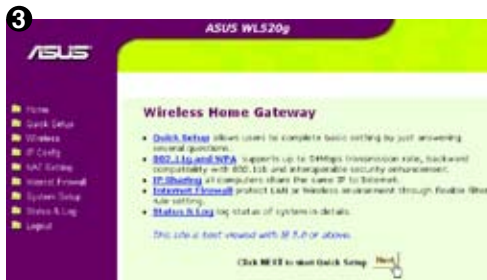 3
ASUS WL520g
ASUS
Home
Quick Setup
Wireless
IP Config
NAT Setting
Internet Firewall
System Setup
Status & Log
Logout
Wireless Home Gateway
Quick Setup allows users to complete basic setting by just answering
several questions.
802.11g and WPA supports up to 54Mbps transmission rate, backward
compatibility with 802.11b and interoperable security enhancement.
IP Sharing all computers share the same IP to Internet.
Internet Firewall protect LAN or Wireless environment through flexible filter
rule setting.
Status & Log log status of system in details.
This site is best viewed with IE 5.0 or above.
Click NEXT to start Quick Setup Next